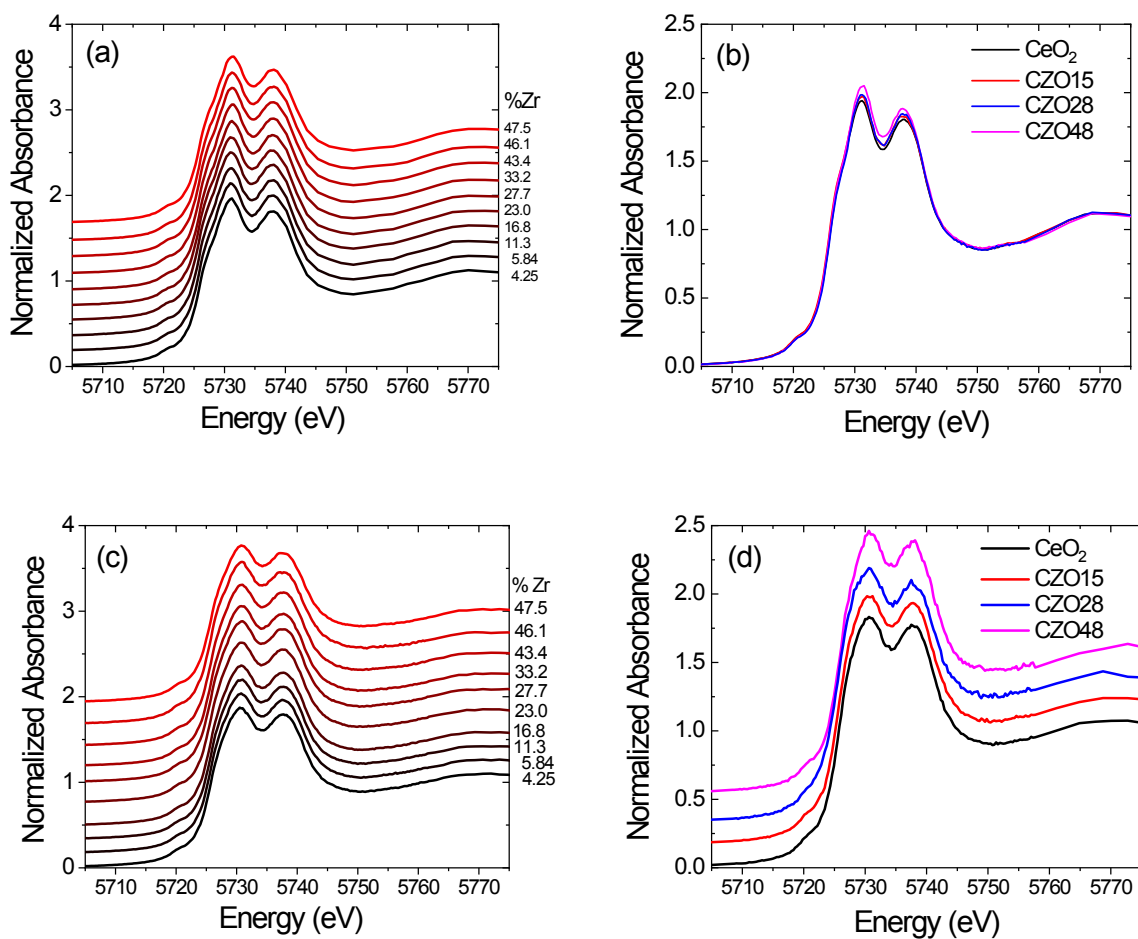 (a)
4
3
2
1
0
Normalized Absorbance
%Zr
47.5
46.1
43.4
33.2
27.7
23.0
16.8
11.3
5.84
4.25
5710 5720 5730 5740 5750 5760 5770
Energy (eV)
(b)
2.5
2.0
1.5
1.0
0.5
0.0
Normalized Absorbance
CeO₂
CZO15
CZO28
CZO48
5710 5720 5730 5740 5750 5760 5770
Energy (eV)
(c)
4
3
2
1
0
Normalized Absorbance
% Zr
47.5
46.1
43.4
33.2
27.7
23.0
16.8
11.3
5.84
4.25
5710 5720 5730 5740 5750 5760 5770
Energy (eV)
(d)
2.5
2.0
1.5
1.0
0.5
0.0
Normalized Absorbance
CeO₂
CZO15
CZO28
CZO48
5710 5720 5730 5740 5750 5760 5770
Energy (eV)